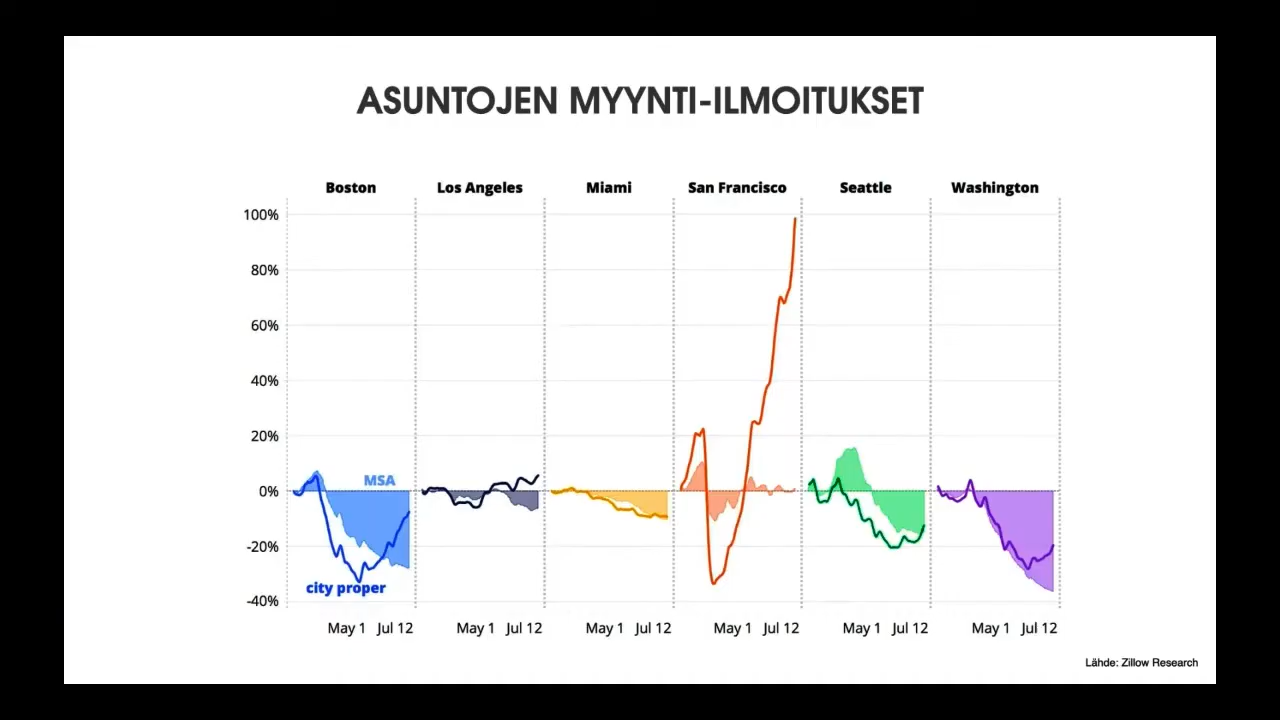 ASUNTOJEN MYYNTI-ILMOITUKSET
Boston Los Angeles Miami San Francisco Seattle Washington
100%
80%
60%
40%
20%
MSA
0%
-20%
city proper
-40%
May 1 Jul 12 May 1 Jul 12 May 1 Jul 12 May 1 Jul 12 May 1 Jul 12 May 1 Jul 12
Lähde: Zillow Research